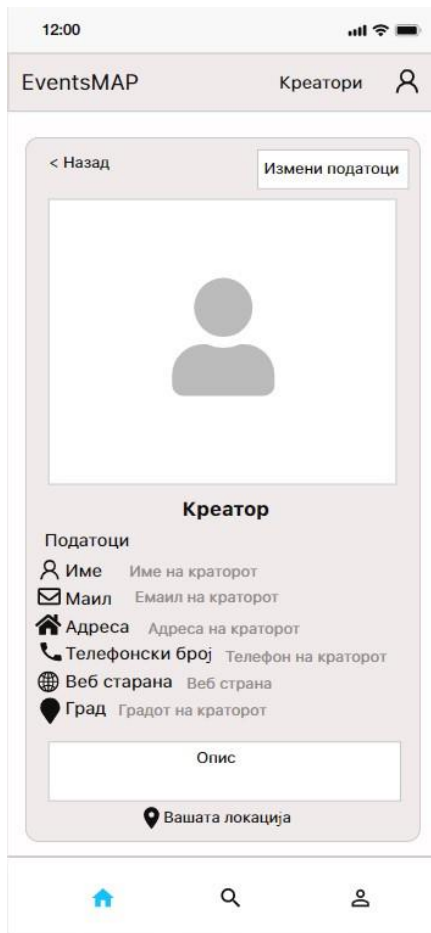 12:00
EventsMAP Креатори
< Назад
Измени податоци
Креатор
Податоци
Име Име на краторот
Маил Емаил на краторот
Адреса Адреса на краторот
Телефонски број Телефон на краторот
Веб старана Веб страна
Град Градот на краторот
Опис
Вашата локација